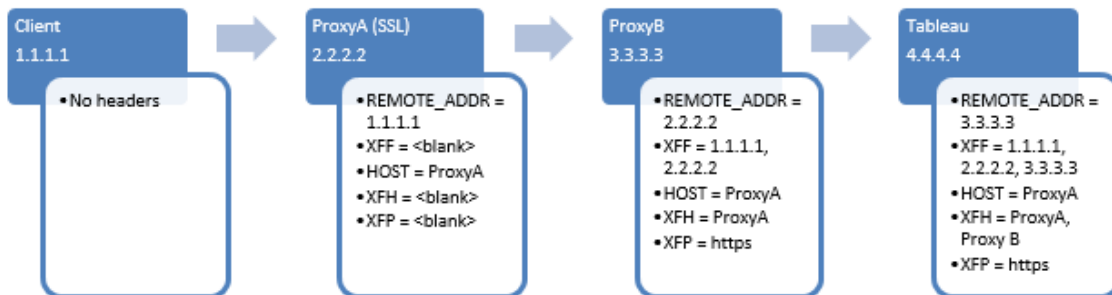 Client
1.1.1.1
• No headers
ProxyA (SSL)
2.2.2.2
• REMOTE_ADDR =
1.1.1.1
• XFF = <blank>
• HOST = ProxyA
• XFH = <blank>
• XFP = <blank>
ProxyB
3.3.3.3
• REMOTE_ADDR =
2.2.2.2
• XFF = 1.1.1.1,
2.2.2.2
• HOST = ProxyA
• XFH = ProxyA
• XFP = https
Tableau
4.4.4.4
• REMOTE_ADDR =
3.3.3.3
• XFF = 1.1.1.1,
2.2.2.2, 3.3.3.3
• HOST = ProxyA
• XFH = ProxyA,
Proxy B
• XFP = https